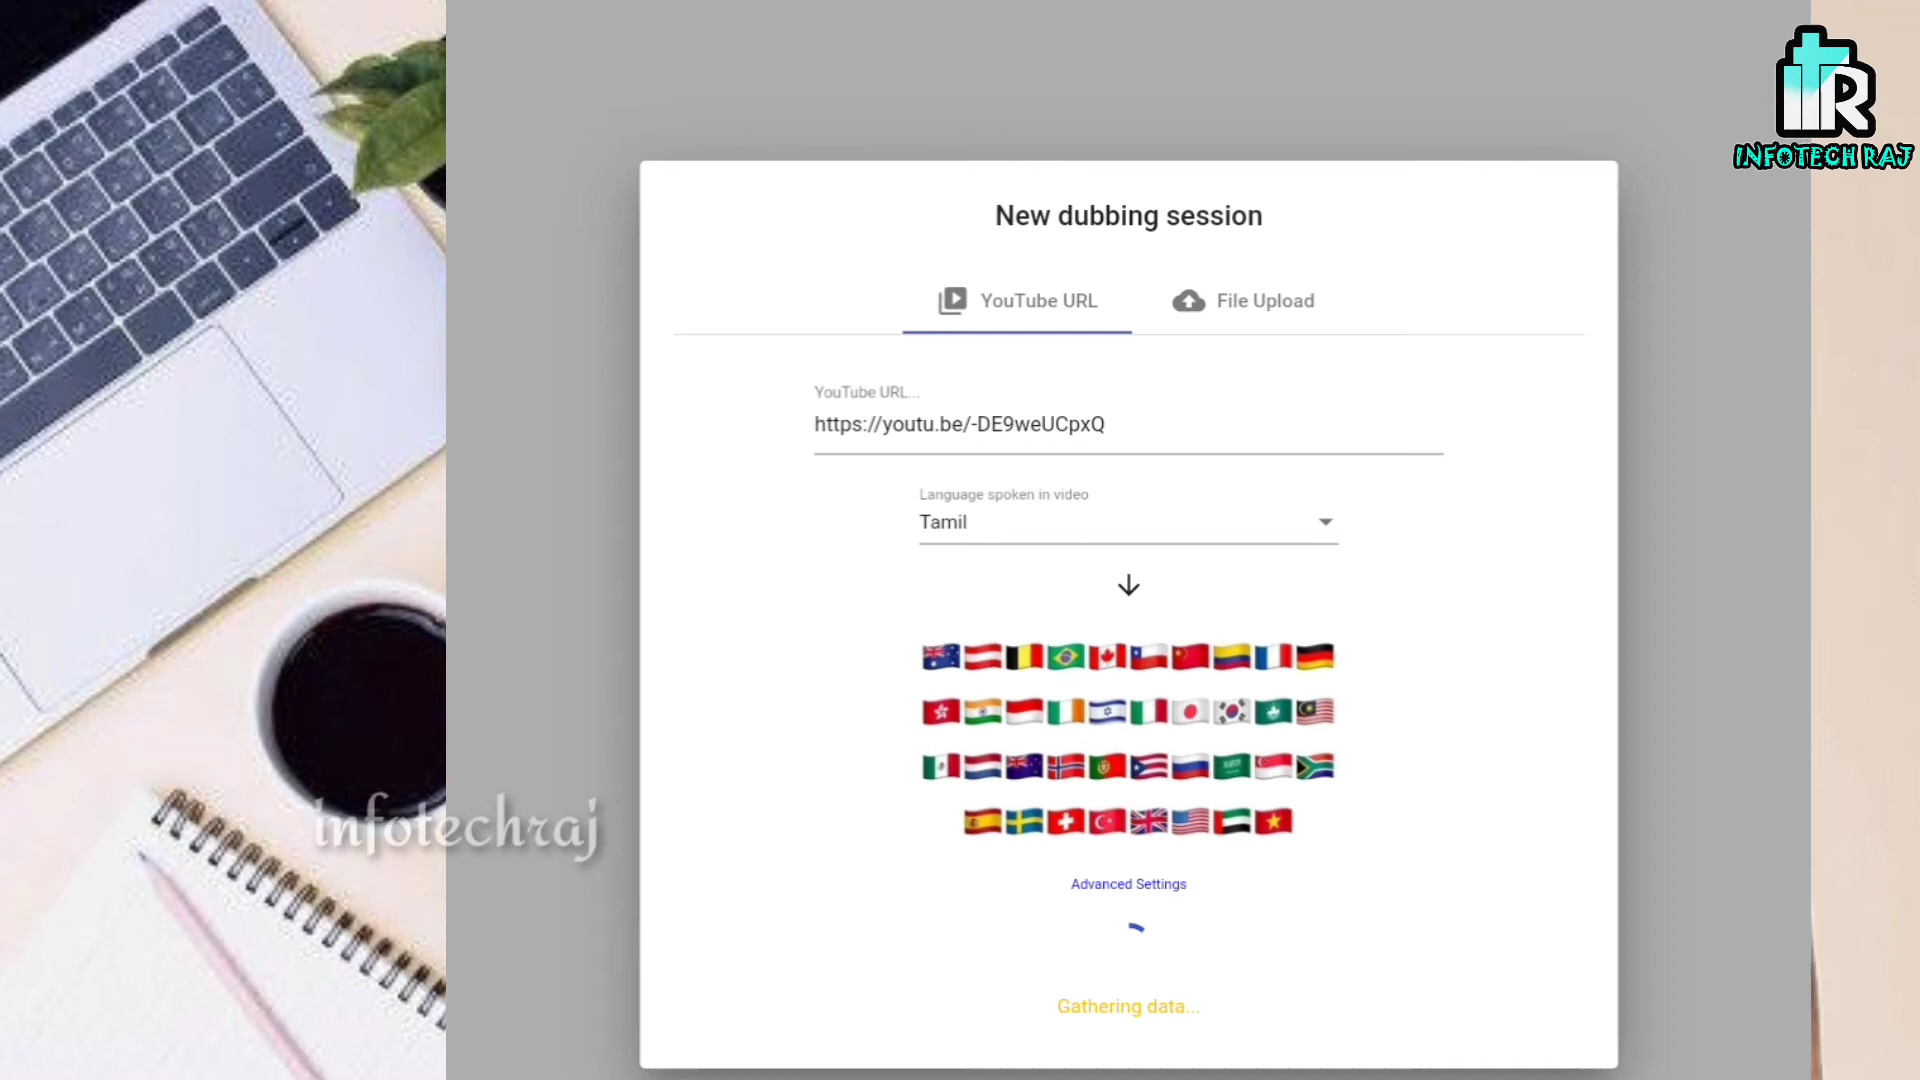 INFOTECH RAJ
New dubbing session
YouTube URL
File Upload
YouTube URL...
https://youtu.be/-DE9weUCpxQ
Language spoken in video
Tamil
infotechraj
Advanced Settings
Gathering data...